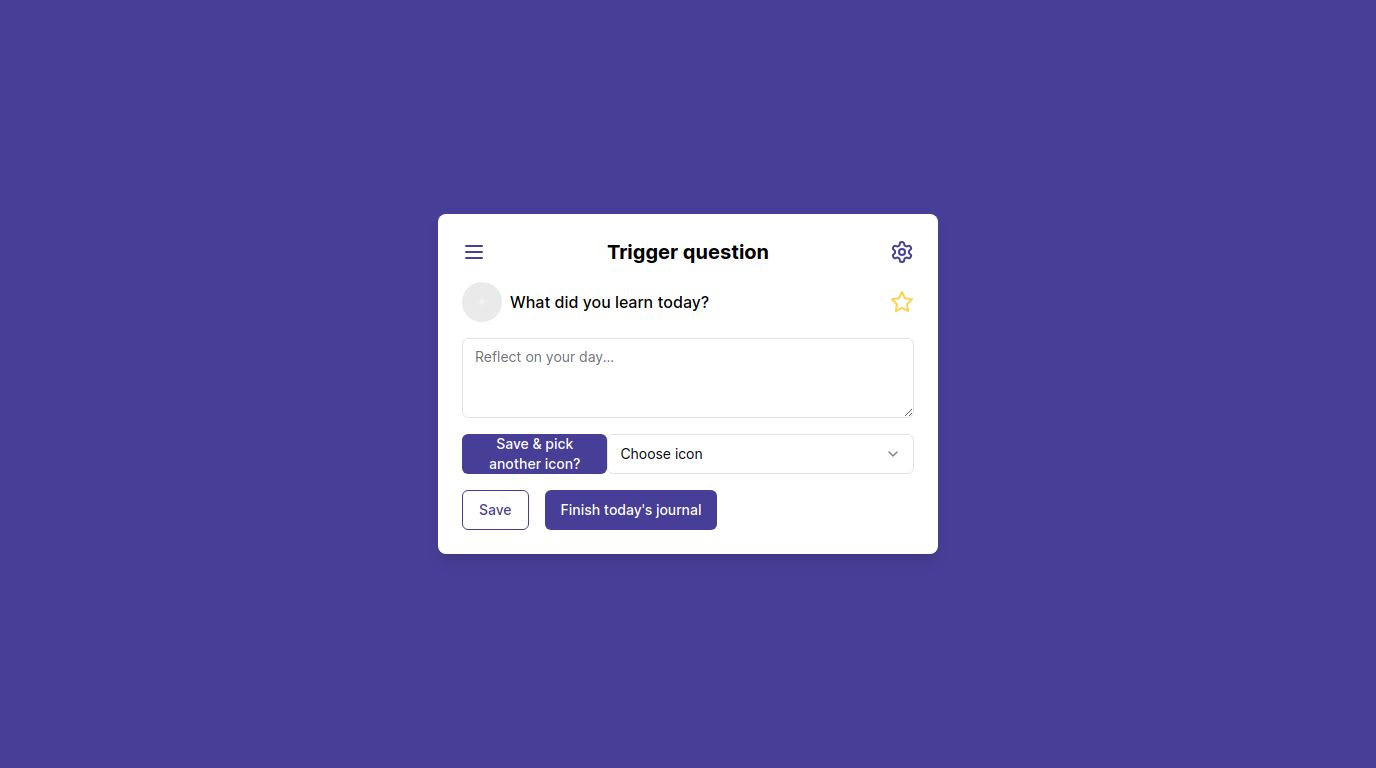 Trigger question
What did you learn today?
Reflect on your day...
Save & pick
another icon?
Choose icon
Save
Finish today's journal